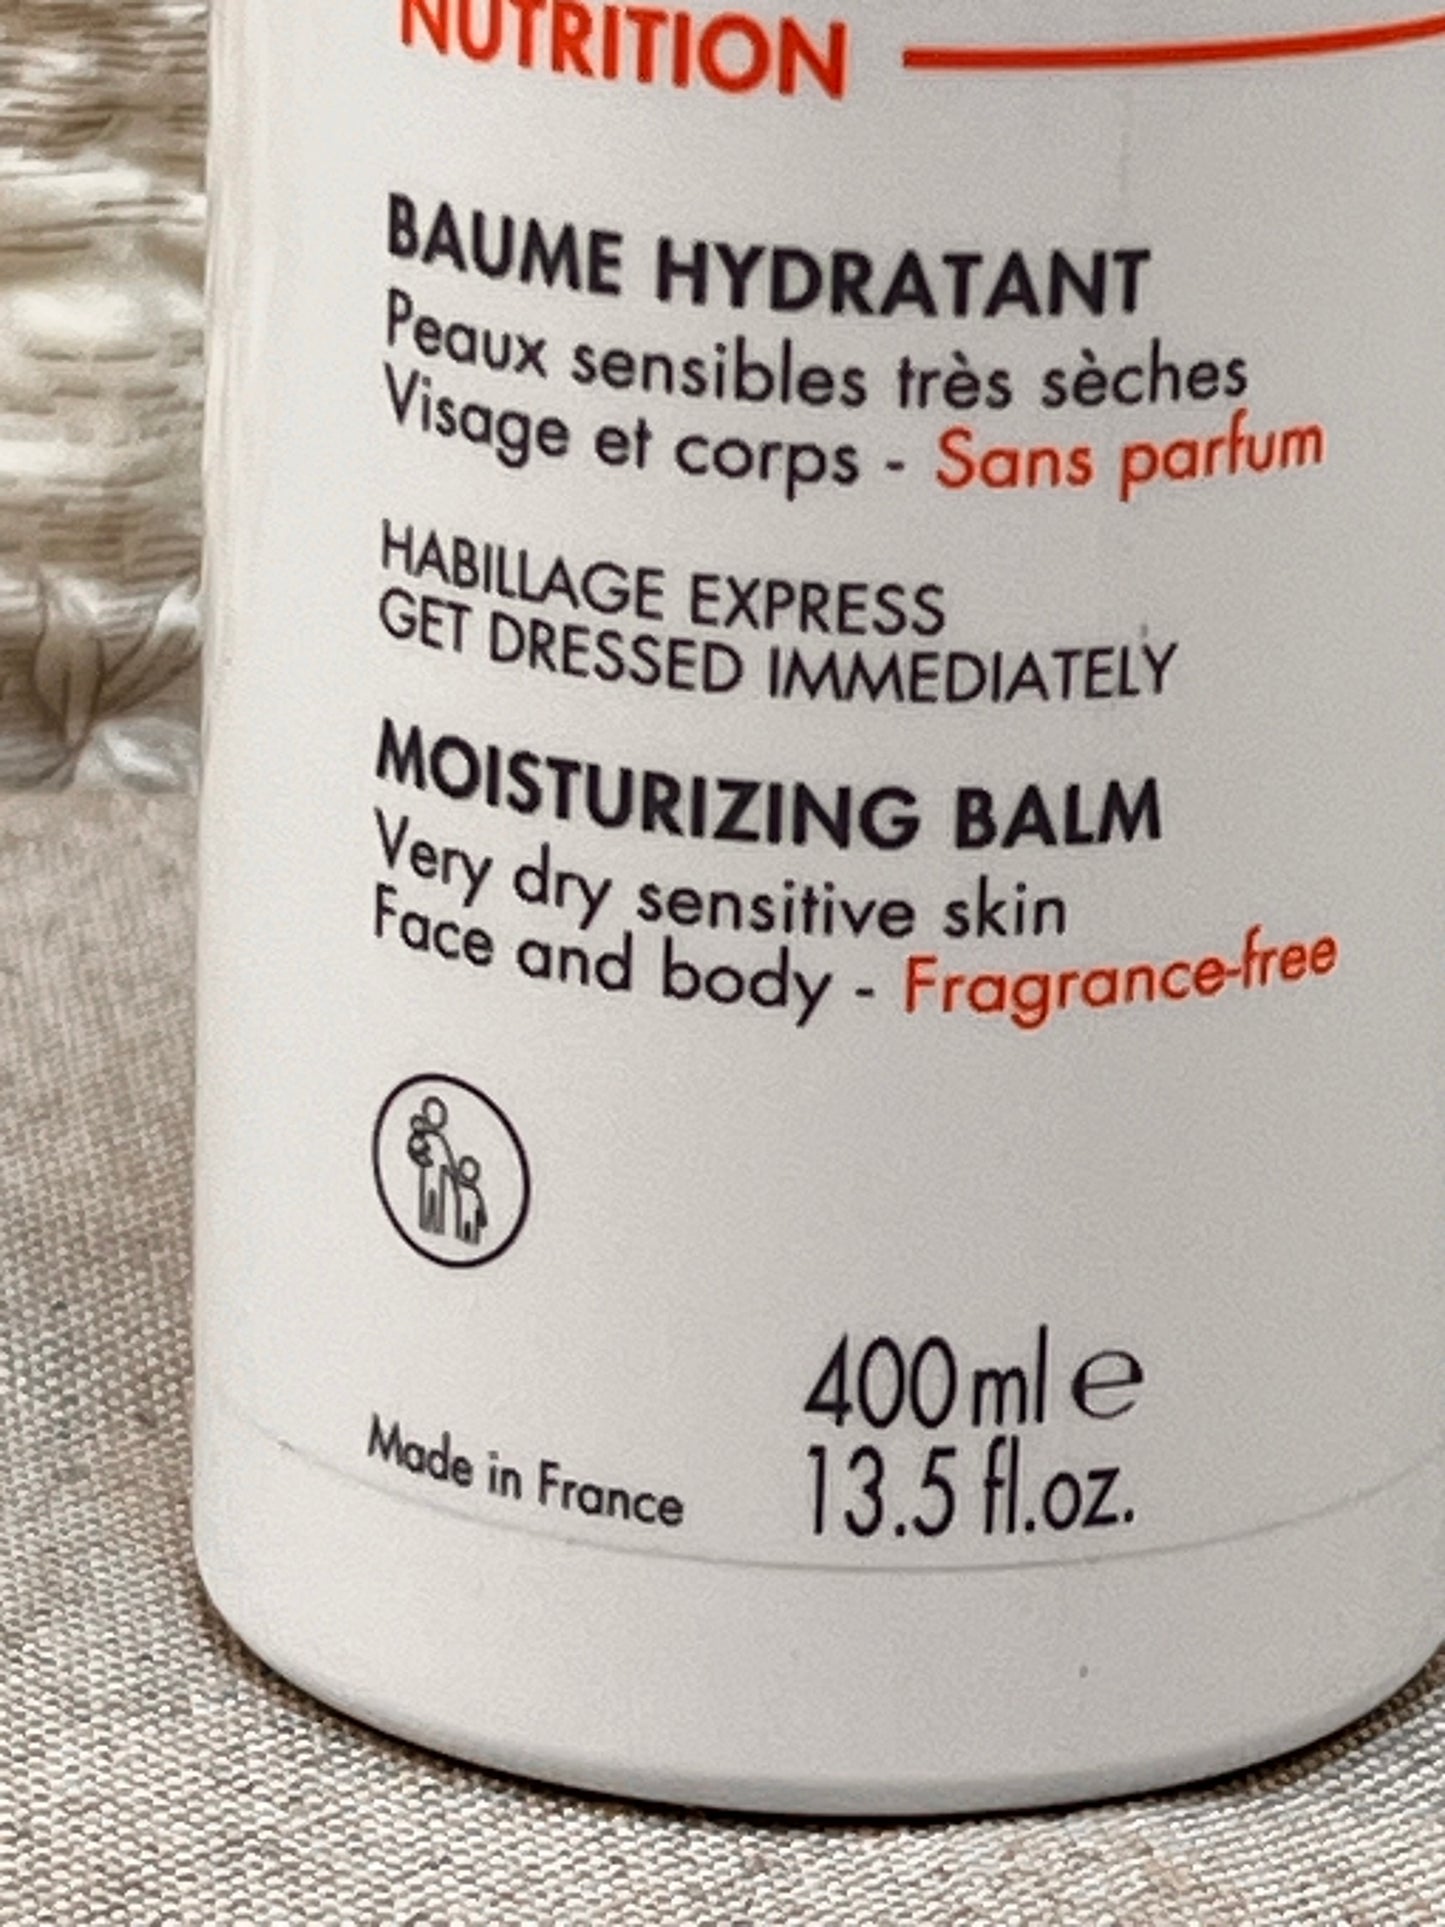 NUTRITION
BAUME HYDRATANT
Peaux sensibles très sèches
Visage et corps - Sans parfum
HABILLAGE EXPRESS
GET DRESSED IMMEDIATELY
MOISTURIZING BALM
Very dry sensitive skin
Face and body - Fragrance-free
400ml e
Made in France
13.5 fl.oz.